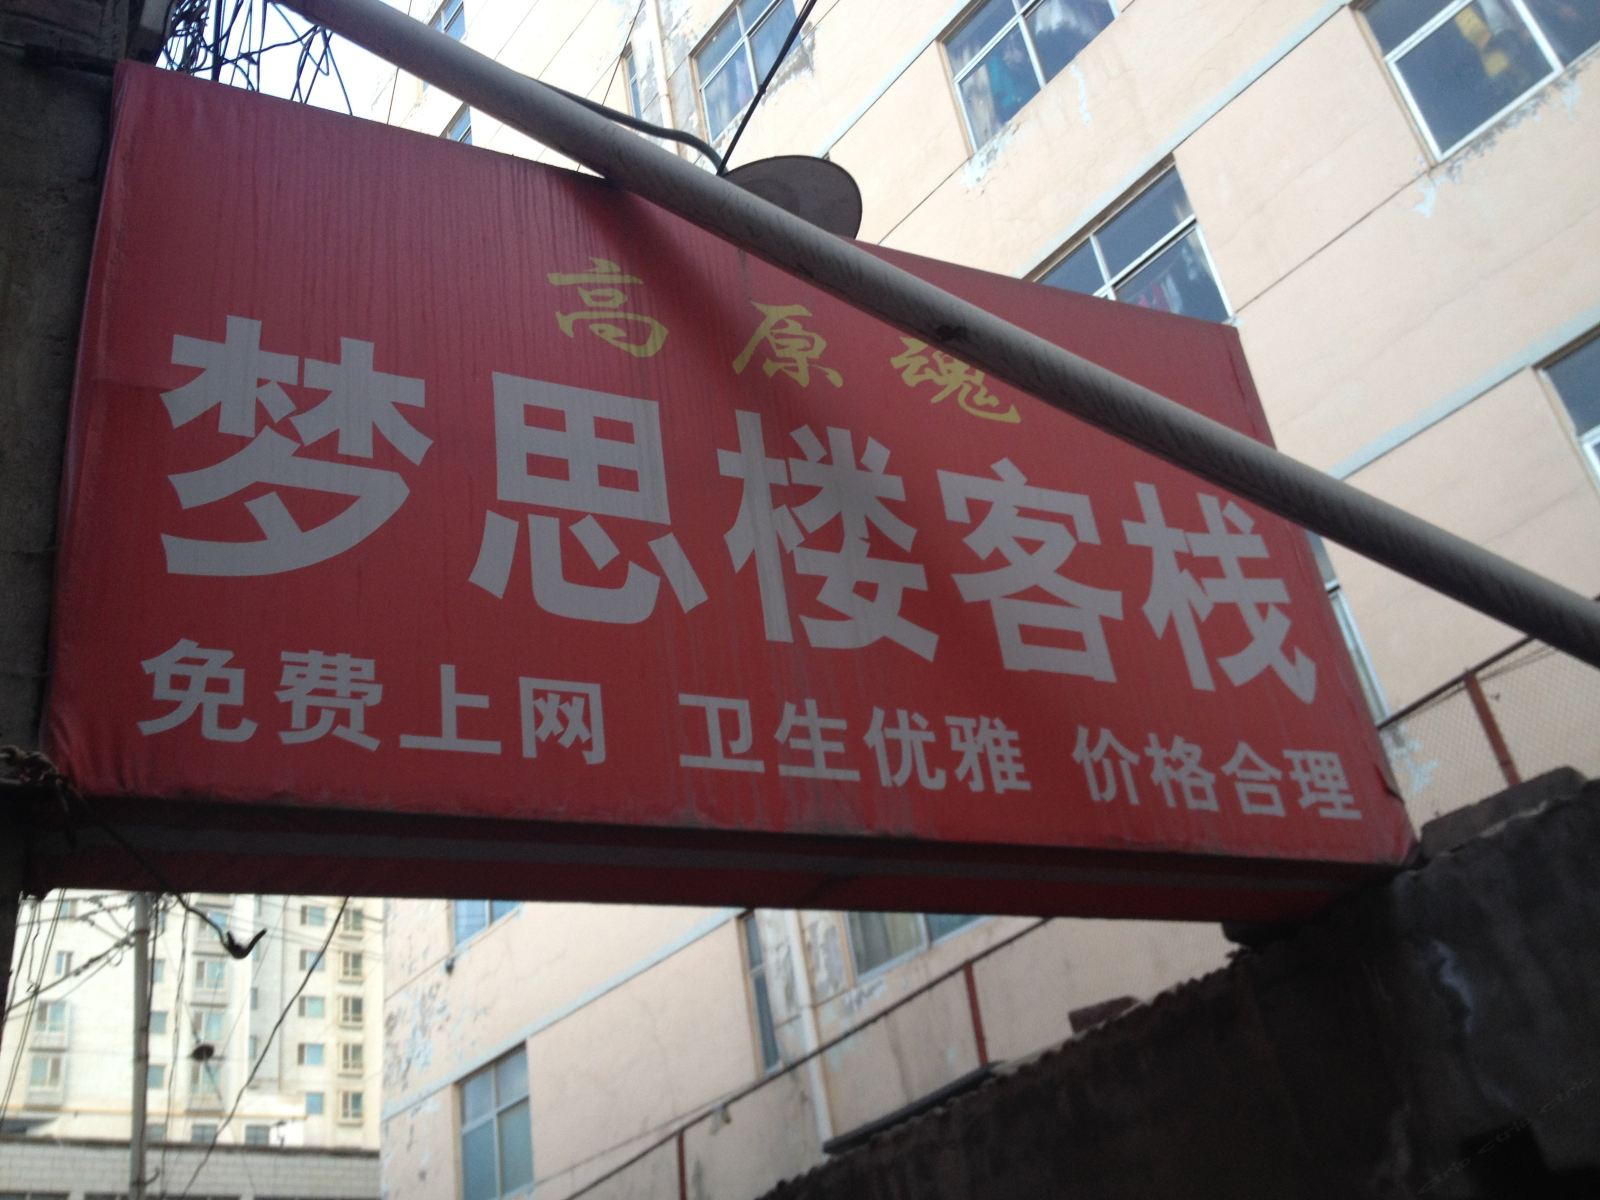 高原魂
梦思楼客栈
免费上网 卫生优雅 价格合理